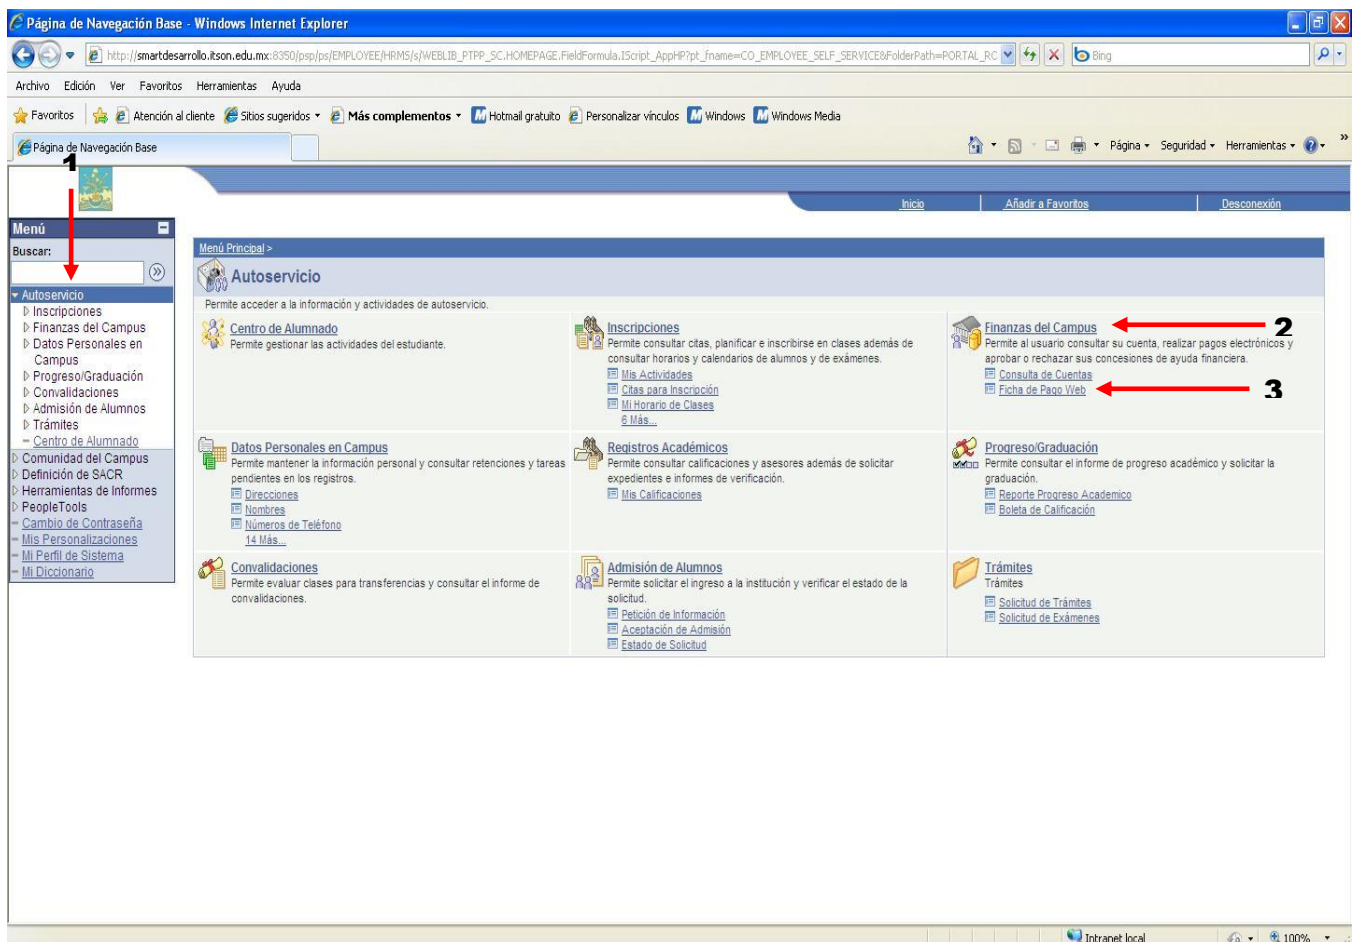 Página de Navegación Base - Windows Internet Explorer
http://smartdesarrollo.itson.edu.mx:8350/psp/ps/EMPLOYEE/HRMS/s/WEBLIB_PTPP_SC.HOMEPAGE.FieldFormula.IScript_AppHP?pt_fname=CO_EMPLOYEE_SELF_SERVICE&FolderPath=PORTAL_RO
Bing
Archivo Edición Ver Favoritos Herramientas Ayuda
Favoritos Atención al cliente Sitios sugeridos Más complementos Hotmail gratuito Personalizar vínculos Windows Windows Media
Página de Navegación Base
Página Seguridad Herramientas
1
Inicio Añadir a Favoritos Desconexión
Menú
Buscar:
Autoservicio
Inscripciones
Finanzas del Campus
Datos Personales en
Campus
Progreso/Graduación
Convalidaciones
Admisión de Alumnos
Trámites
Centro de Alumnado
Comunidad del Campus
Definición de SACR
Herramientas de Informes
PeopleTools
Cambio de Contraseña
Mis Personalizaciones
Mi Perfil de Sistema
Mi Diccionario
Menú Principal >
Autoservicio
Permite acceder a la información y actividades de autoservicio.
Centro de Alumnado
Permite gestionar las actividades del estudiante.
Inscripciones
Permite consultar citas, planificar e inscribirse en clases además de
consultar horarios y calendarios de alumnos y de exámenes.
Mis Actividades
Citas para Inscripción
Mi Horario de Clases
6 Más...
Finanzas del Campus
2
Permite al usuario consultar su cuenta, realizar pagos electrónicos y
aprobar o rechazar sus concesiones de ayuda financiera.
Consulta de Cuentas
Ficha de Pago Web
3
Datos Personales en Campus
Permite mantener la información personal y consultar retenciones y tareas
pendientes en los registros.
Direcciones
Nombres
Números de Teléfono
14 Más...
Registros Académicos
Permite consultar calificaciones y asesores además de solicitar
expedientes e informes de verificación.
Mis Calificaciones
Progreso/Graduación
Permite consultar el informe de progreso académico y solicitar la
graduación.
Reporte Progreso Academico
Boleta de Calificación
Convalidaciones
Permite evaluar clases para transferencias y consultar el informe de
convalidaciones.
Admisión de Alumnos
Permite solicitar el ingreso a la institución y verificar el estado de la
solicitud.
Petición de Información
Aceptación de Admisión
Estado de Solicitud
Trámites
Trámites
Solicitud de Trámites
Solicitud de Exámenes
Intranet local 100%